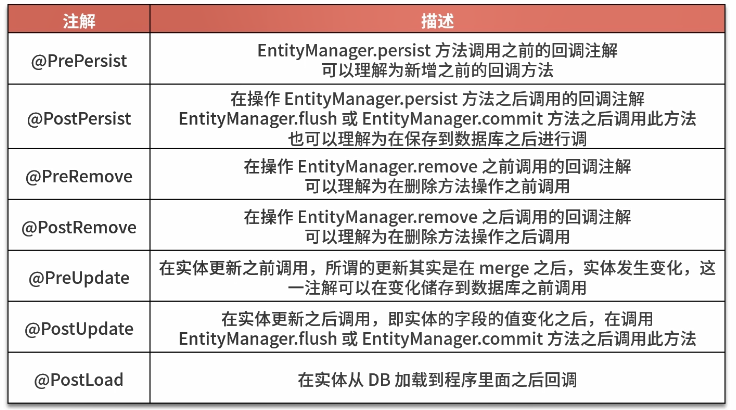 注解 描述
@PrePersist
EntityManager.persist 方法调用之前的回调注解
可以理解为新增之前的回调方法
@PostPersist
在操作 EntityManager.persist 方法之后调用的回调注解
EntityManager.flush 或 EntityManager.commit 方法之后调用此方法
也可以理解为在保存到数据库之后进行调
@PreRemove
在操作 EntityManager.remove 之前调用的回调注解
可以理解为在删除方法操作之前调用
@PostRemove
在操作 EntityManager.remove 之后调用的回调注解
可以理解为在删除方法操作之后调用
@PreUpdate
在实体更新之前调用，所谓的更新其实是在 merge 之后，实体发生变化，这
一注解可以在变化储存到数据库之前调用
@PostUpdate
在实体更新之后调用，即实体的字段的值变化之后，在调用
EntityManager.flush 或 EntityManager.commit 方法之后调用此方法
@PostLoad
在实体从 DB 加载到程序里面之后回调